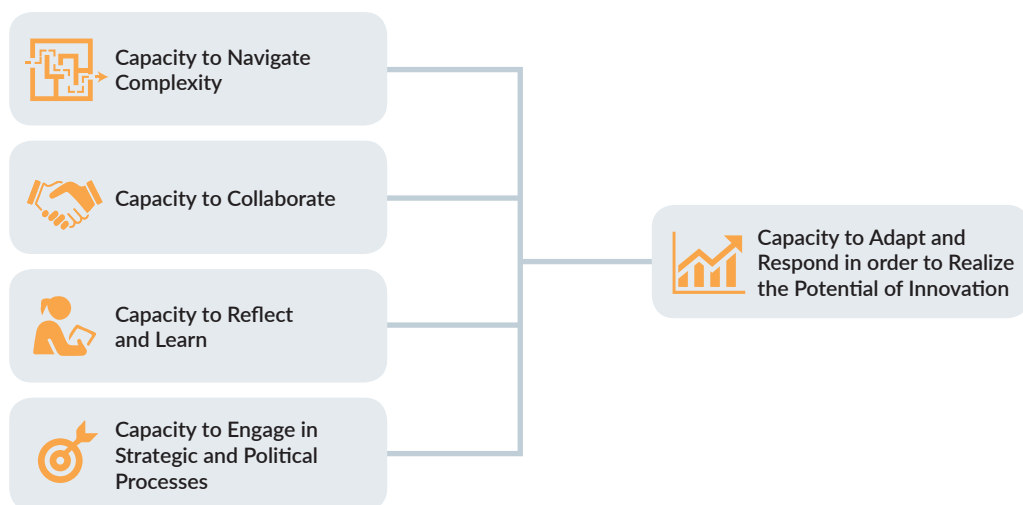 Capacity to Navigate
Complexity
Capacity to Collaborate
Capacity to Reflect
and Learn
Capacity to Engage in
Strategic and Political
Processes
Capacity to Adapt and
Respond in order to Realize
the Potential of Innovation